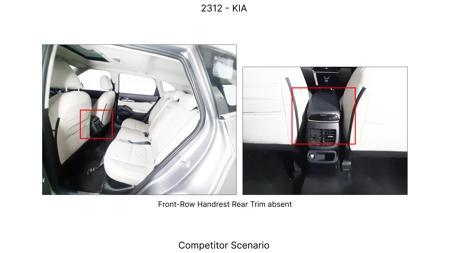 2312 - KIA
Front-Row Handrest Rear Trim absent
Competitor Scenario